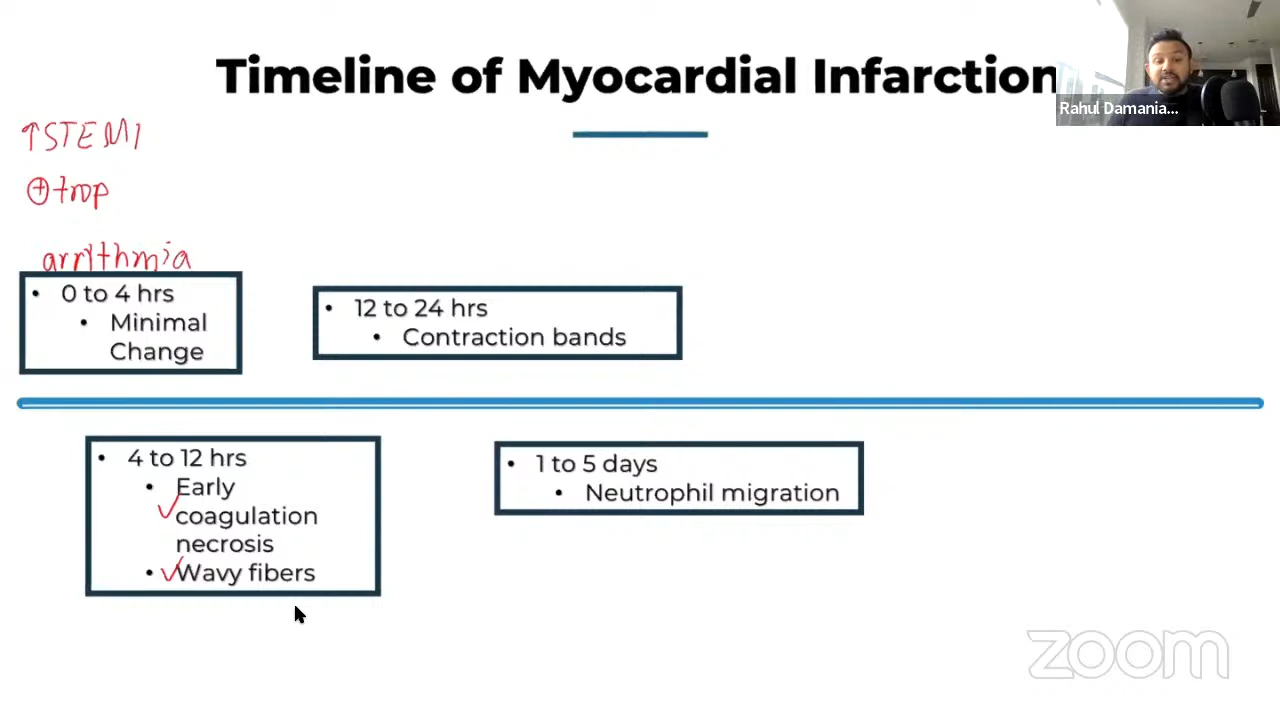 Timeline of Myocardial Infarction
Rahul Damania...
↑STEMI
⊕trop
arrythmia
• 0 to 4 hrs
• Minimal
Change
• 12 to 24 hrs
• Contraction bands
• 4 to 12 hrs
• Early
coagulation
necrosis
• Wavy fibers
• 1 to 5 days
• Neutrophil migration
zoom